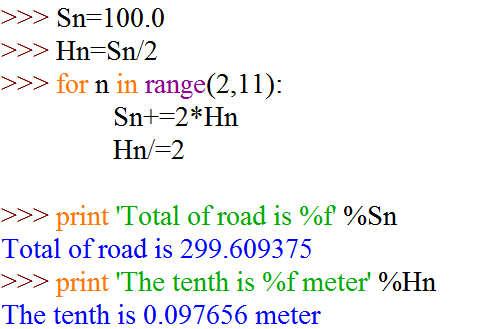 >>> Sn=100.0
>>> Hn=Sn/2
>>> for n in range(2,11):
Sn+=2*Hn
Hn/=2
>>> print 'Total of road is %f' %Sn
Total of road is 299.609375
>>> print 'The tenth is %f meter' %Hn
The tenth is 0.097656 meter